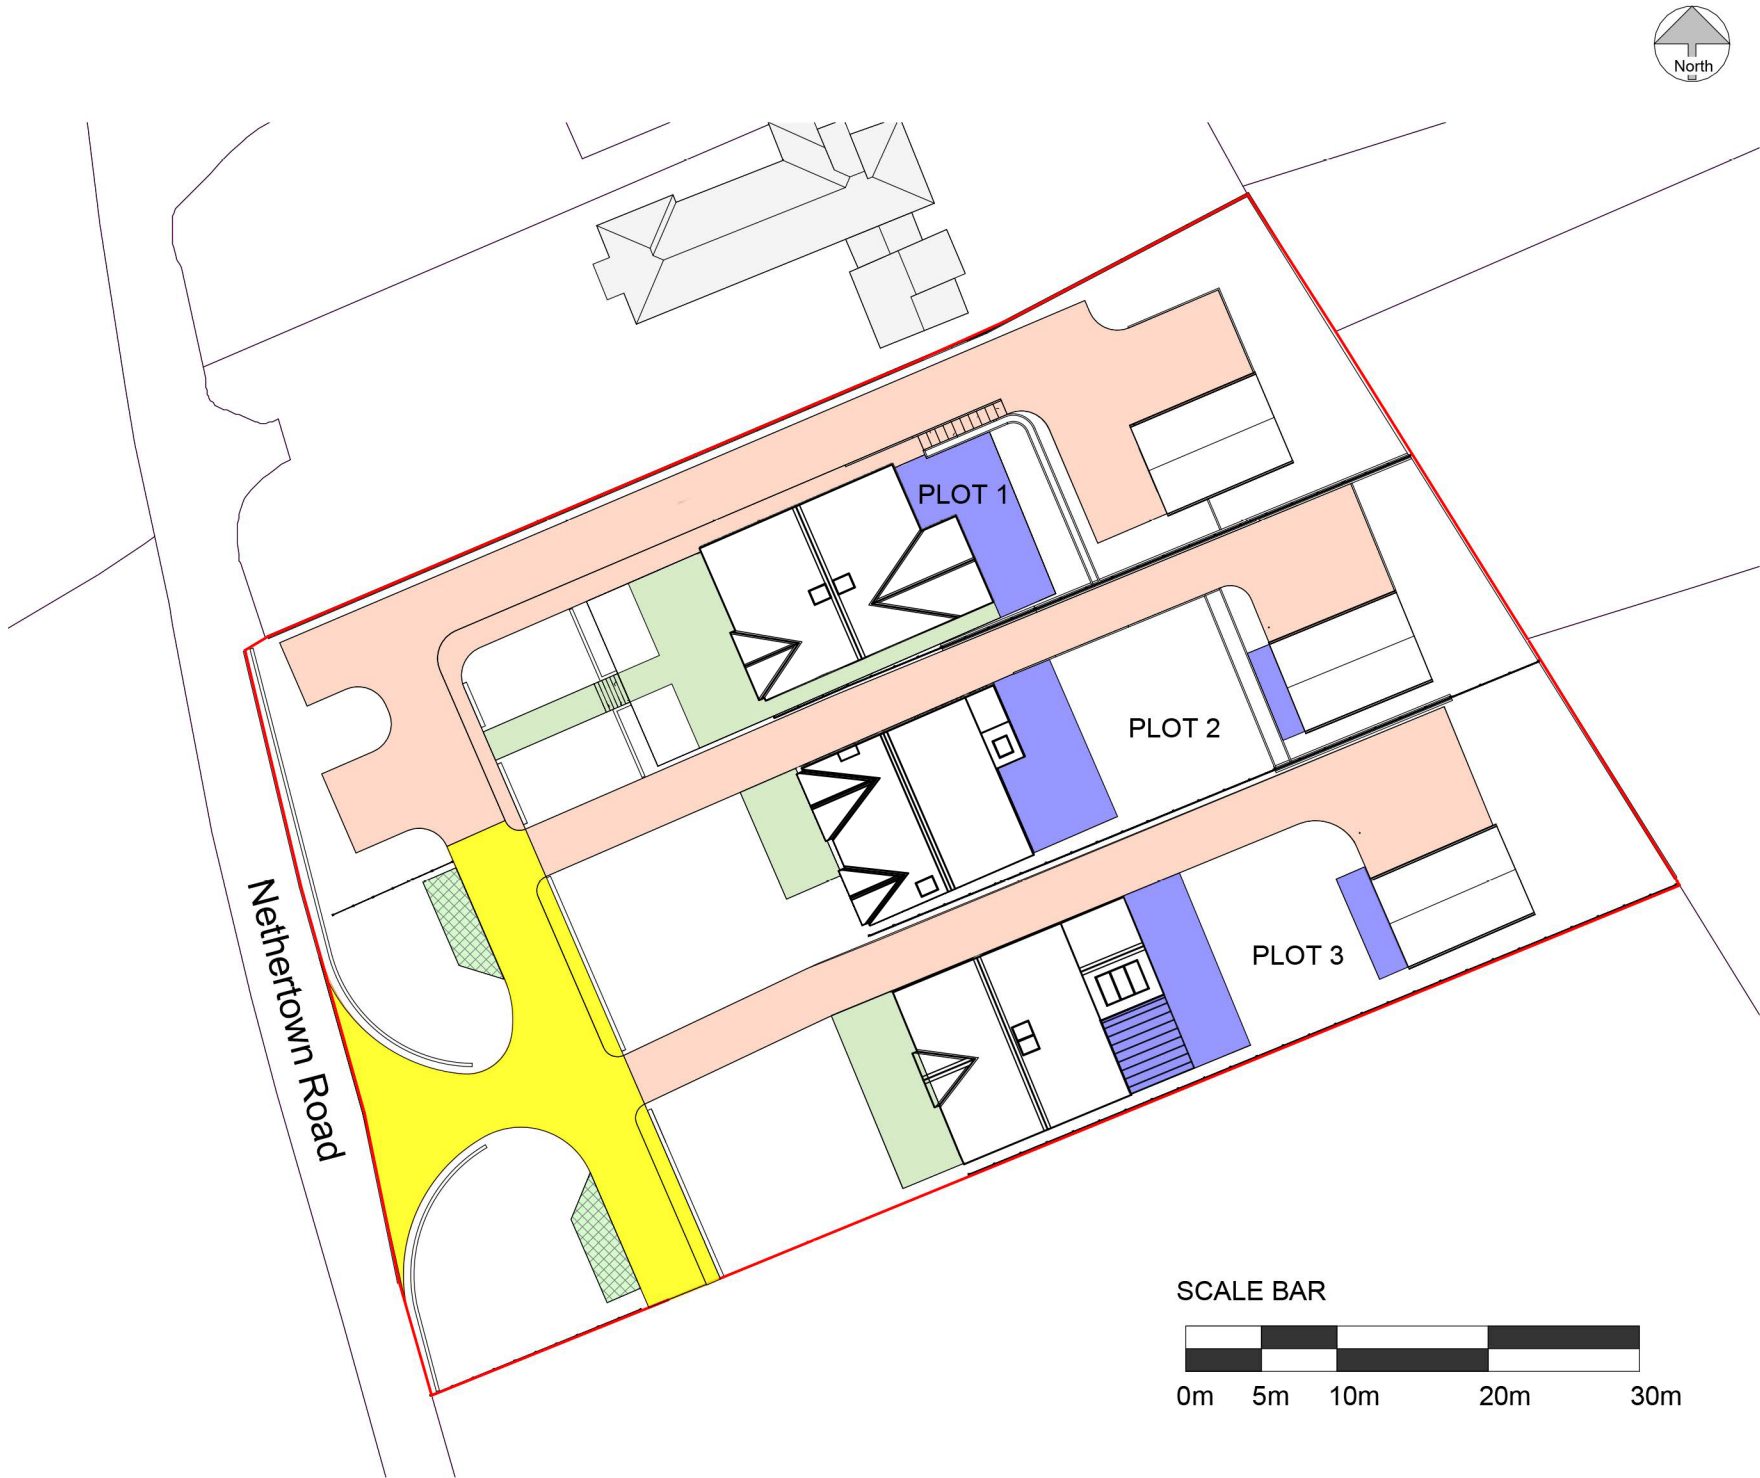 North
PLOT 1
PLOT 2
PLOT 3
Nethertown Road
SCALE BAR
0m 5m 10m 20m 30m